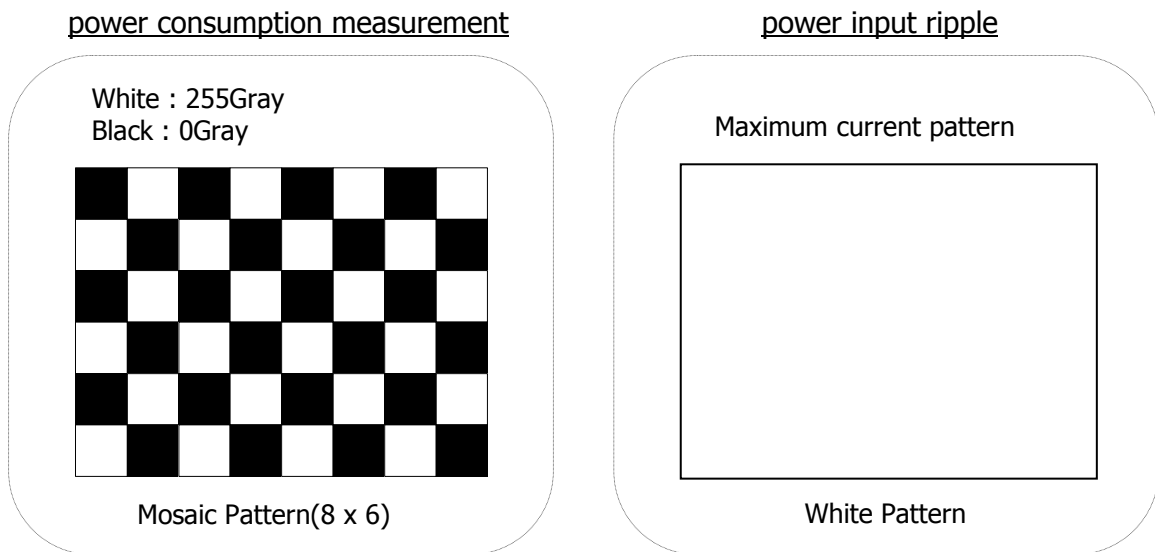 power consumption measurement
White : 255Gray
Black : 0Gray
Mosaic Pattern(8 x 6)
power input ripple
Maximum current pattern
White Pattern